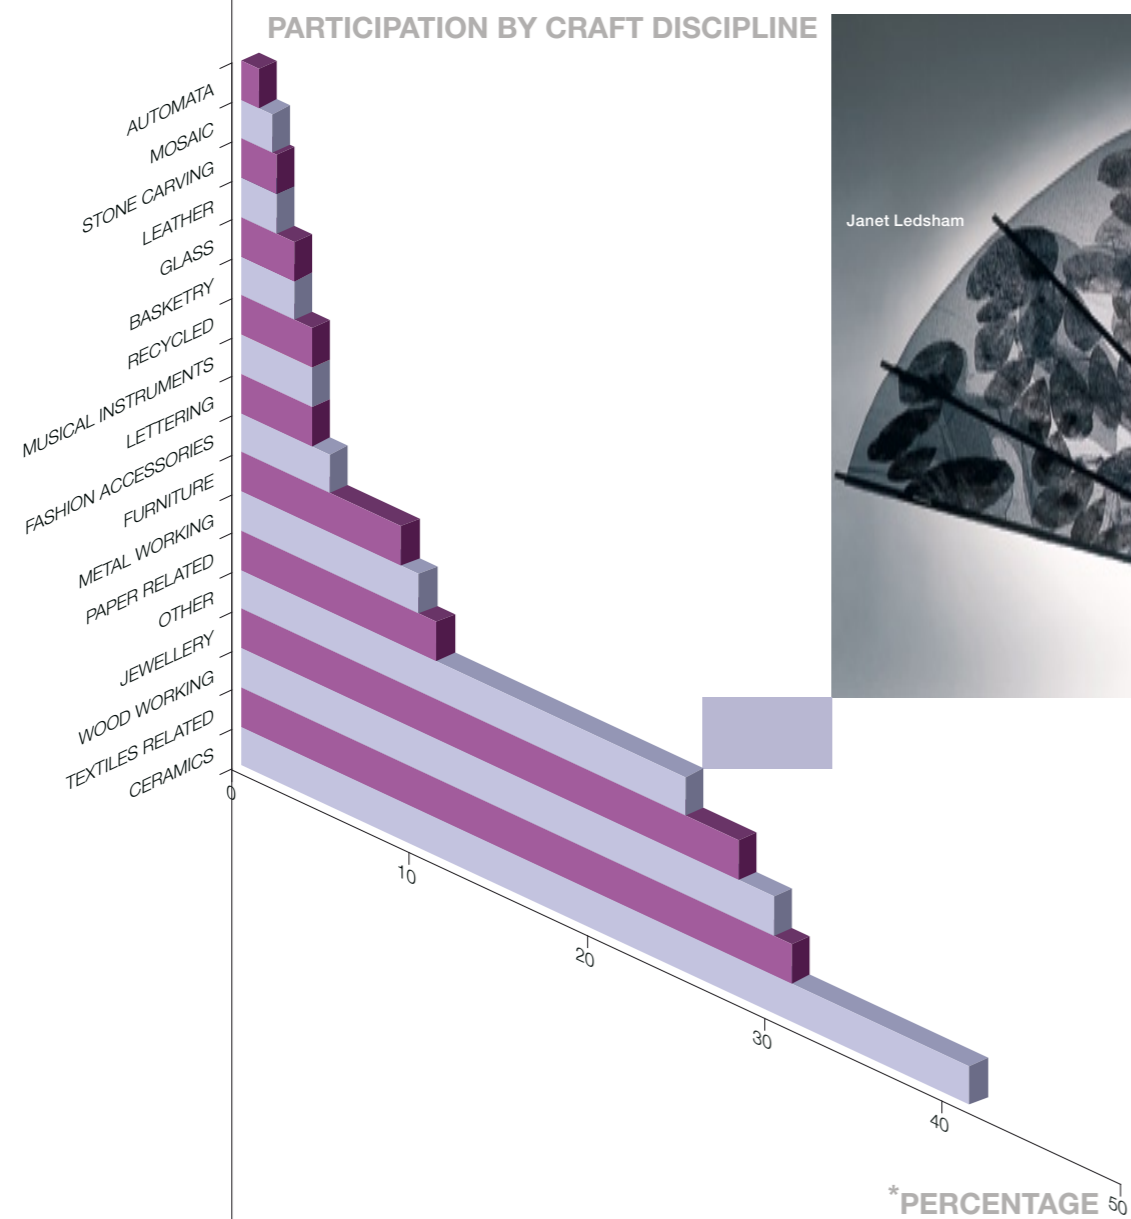 PARTICIPATION BY CRAFT DISCIPLINE
AUTOMATA
MOSAIC
STONE CARVING
Janet Ledsham
LEATHER
GLASS
BASKETRY
RECYCLED
MUSICAL INSTRUMENTS
LETTERING
FASHION ACCESSORIES
FURNITURE
METAL WORKING
PAPER RELATED
OTHER
JEWELLERY
WOOD WORKING
TEXTILES RELATED
CERAMICS
0
10
20
30
40
50
*PERCENTAGE